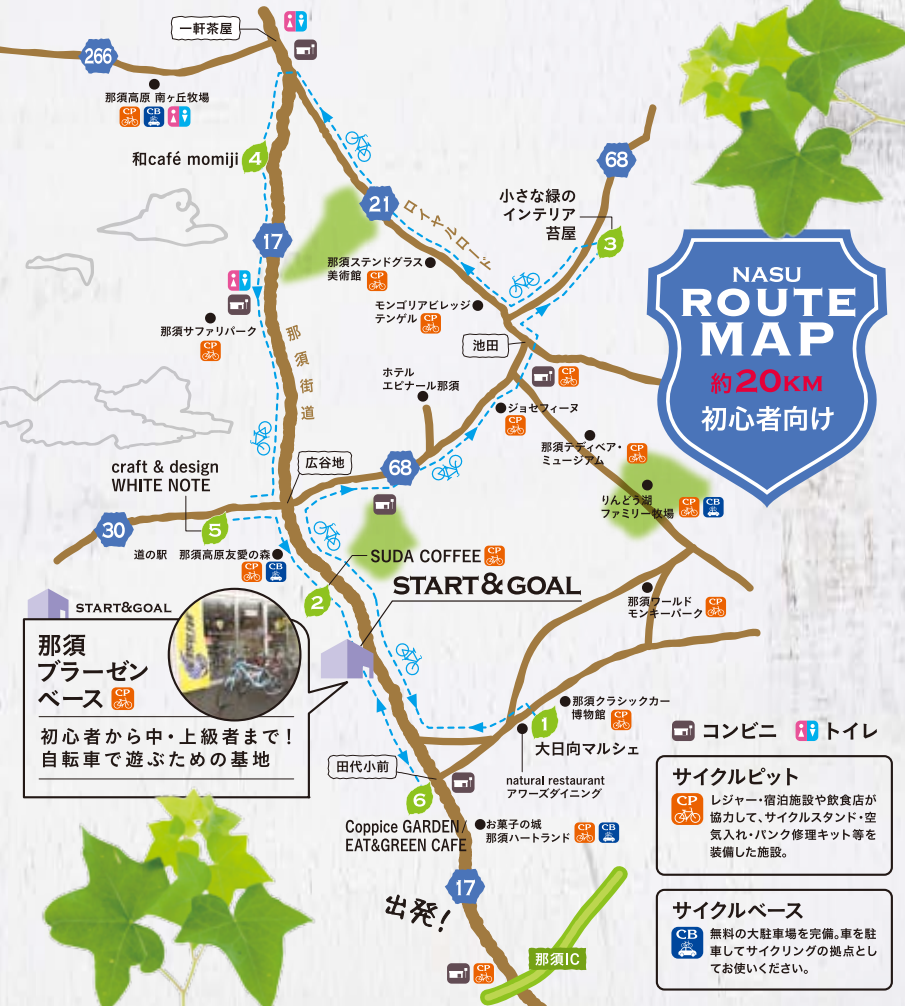 一軒茶屋
266
那須高原 南ヶ丘牧場
CP
CB
和café momiji
4
68
小さな緑の
インテリア
苔屋
3
21
ロイヤルロード
17
NASU
ROUTE
MAP
約20KM
初心者向け
那須ステンドグラス
美術館
CP
モンゴリアビレッジ
テンゲル
CP
那須サファリパーク
CP
那須街道
池田
CP
ホテル
エピナール那須
ジョセフィーヌ
CP
那須テディベア・
ミュージアム
CP
広谷地
68
craft & design
WHITE NOTE
りんどう湖
ファミリー牧場
CP
CB
30
5
道の駅 那須高原友愛の森
CP
CB
SUDA COFFEE
CP
2
START&GOAL
那須ワールド
モンキーパーク
CP
START&GOAL
那須
ブラーゼン
ベース
CP
初心者から中・上級者まで!
自転車で遊ぶための基地
那須クラシックカー
博物館
CP
1
大日向マルシェ
natural restaurant
アワーズダイニング
田代小前
6
Coppice GARDEN/
EAT&GREEN CAFE
お菓子の城
那須ハートランド
CP
CB
17
出発!
那須IC
CP
コンビニ
トイレ
サイクルピット
CP
レジャー・宿泊施設や飲食店が
協力して、サイクルスタンド・空
気入れ・パンク修理キット等を
装備した施設。
サイクルベース
CB
無料の大駐車場を完備。車を駐
車してサイクリングの拠点とし
てお使いください。